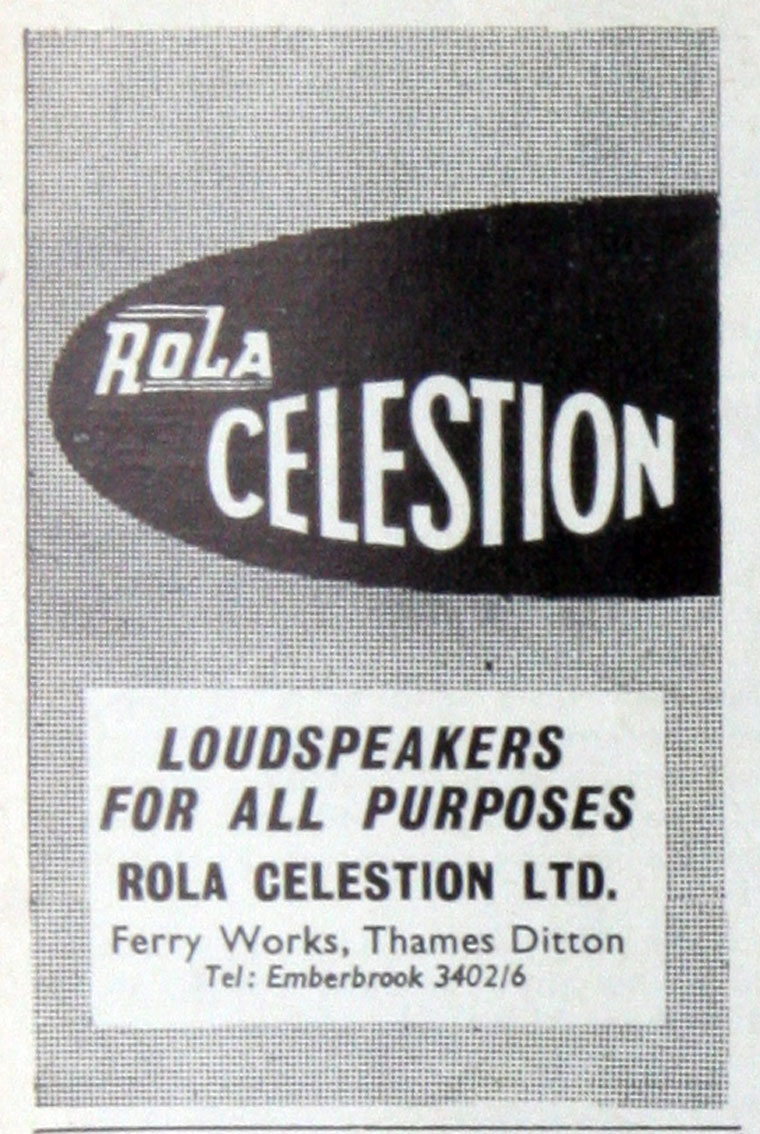 ROLA
CELESTION
LOUDSPEAKERS
FOR ALL PURPOSES
ROLA CELESTION LTD.
Ferry Works, Thames Ditton
Tel: Emberbrook 3402/6